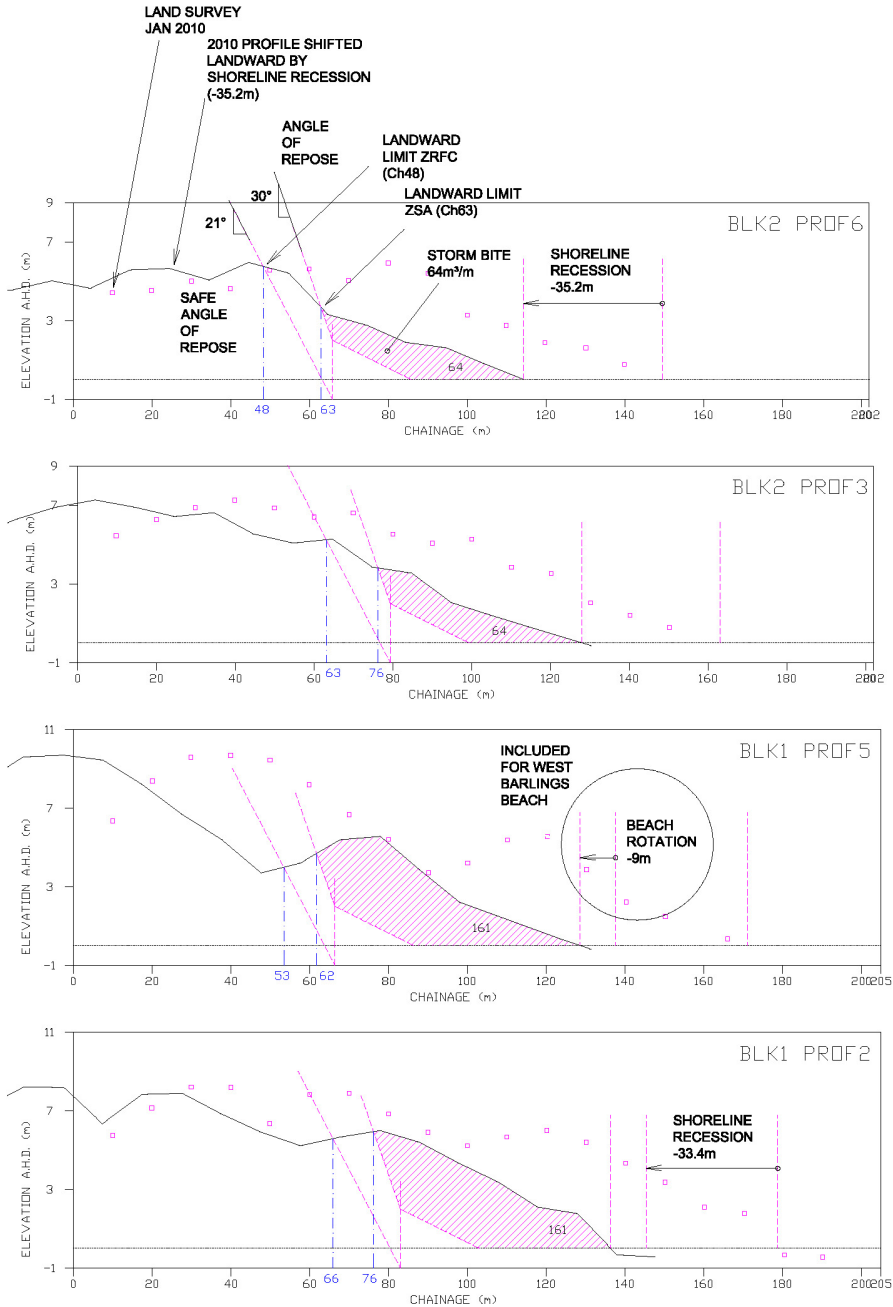 LAND SURVEY
JAN 2010
2010 PROFILE SHIFTED
LANDWARD BY
SHORELINE RECESSION
(-35.2m)
ANGLE
OF
REPOSE
LANDWARD
LIMIT ZRFC
(Ch48)
LANDWARD LIMIT
ZSA (Ch63)
30°
21°
BLK2 PROF6
STORM BITE
64m³/m
SHORELINE
RECESSION
-35.2m
SAFE
ANGLE
OF
REPOSE
ELEVATION A.H.D. (m)
9
7
3
0
-1
64
48
63
0 20 40 60 80 100 120 140 160 180 202
CHAINAGE (m)
BLK2 PROF3
ELEVATION A.H.D. (m)
9
7
3
0
-1
64
63
76
0 20 40 60 80 100 120 140 160 180 200202
CHAINAGE (m)
BLK1 PROF5
INCLUDED
FOR WEST
BARLINGS
BEACH
BEACH
ROTATION
-9m
ELEVATION A.H.D. (m)
11
7
3
0
-1
161
53
62
0 20 40 60 80 100 120 140 160 180 200205
CHAINAGE (m)
BLK1 PROF2
SHORELINE
RECESSION
-33.4m
ELEVATION A.H.D. (m)
11
7
3
0
-1
161
66
76
0 20 40 60 80 100 120 140 160 180 200205
CHAINAGE (m)